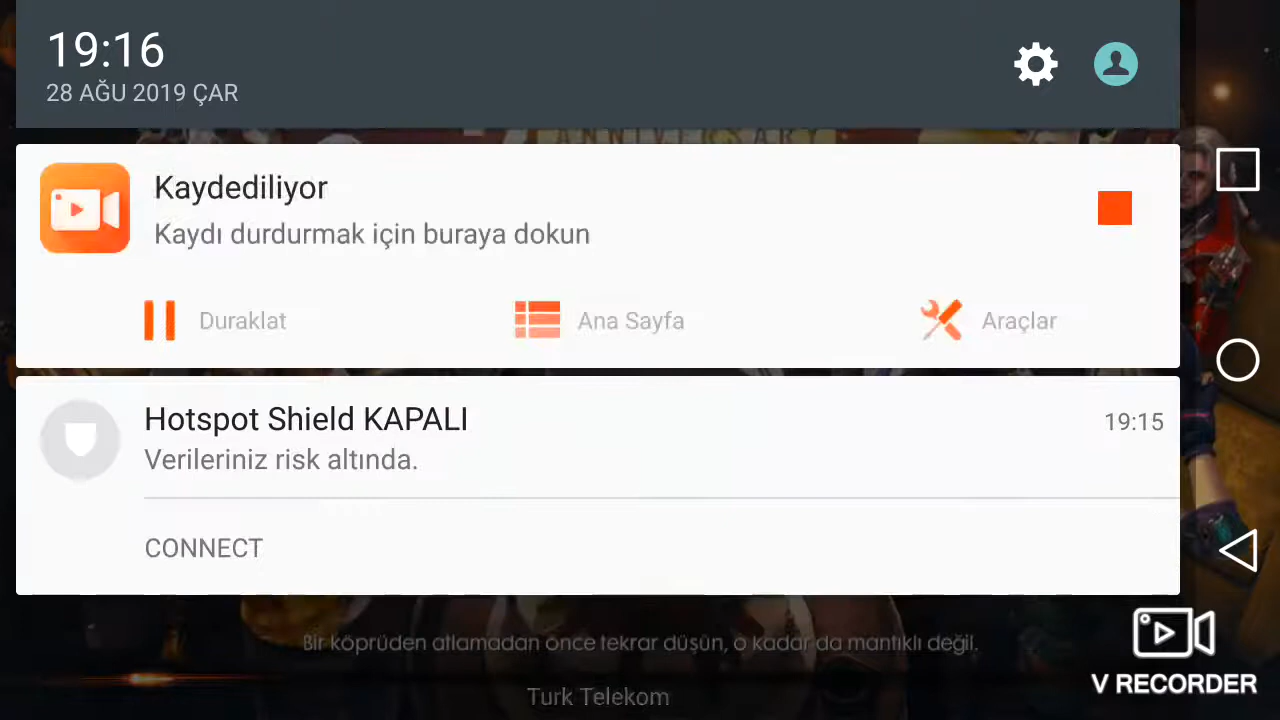 19:16
28 AĞU 2019 ÇAR
ANNIVERSARY
Kaydediliyor
Kaydı durdurmak için buraya dokun
Duraklat
Ana Sayfa
Araçlar
Hotspot Shield KAPALI
19:15
Verileriniz risk altında.
CONNECT
Bir köprüden atlamadan önce tekrar düşün, o kadar da mantıklı değil.
Turk Telekom
V RECORDER